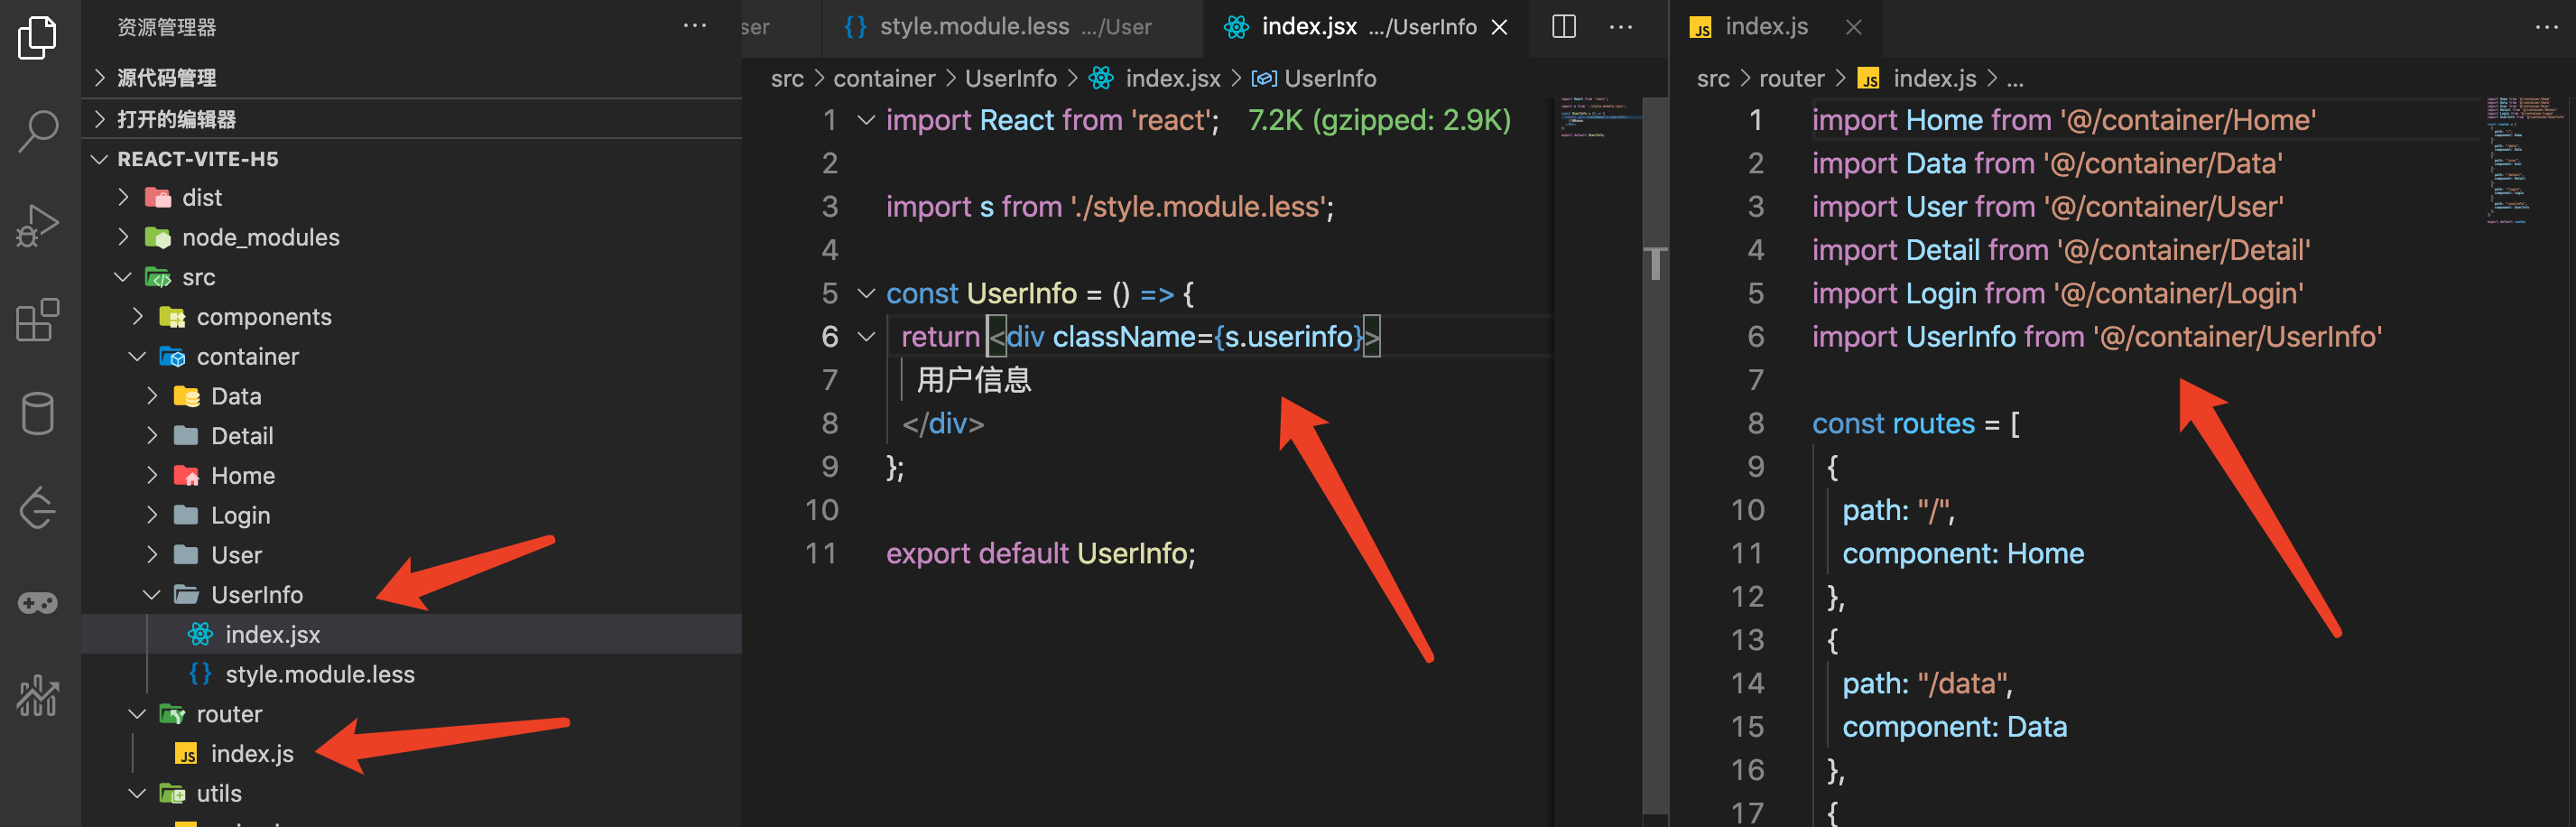 资源管理器
源代码管理
打开的编辑器
REACT-VITE-H5
dist
node_modules
src
components
container
Data
Detail
Home
Login
User
UserInfo
index.jsx
style.module.less
router
JS index.js
utils
ser
{} style.module.less .../User
index.jsx .../UserInfo
src > container > UserInfo > index.jsx > UserInfo
1 import React from 'react'; 7.2K (gzipped: 2.9K)
2
3 import s from './style.module.less';
4
5 const UserInfo = () => {
6 return <div className={s.userinfo}>
7 用户信息
8 </div>
9 };
10
11 export default UserInfo;
JS index.js
src > router > JS index.js > ...
1 import Home from '@/container/Home'
2 import Data from '@/container/Data'
3 import User from '@/container/User'
4 import Detail from '@/container/Detail'
5 import Login from '@/container/Login'
6 import UserInfo from '@/container/UserInfo'
7
8 const routes = [
9 {
10 path: "/",
11 component: Home
12 },
13 {
14 path: "/data",
15 component: Data
16 },
17 {